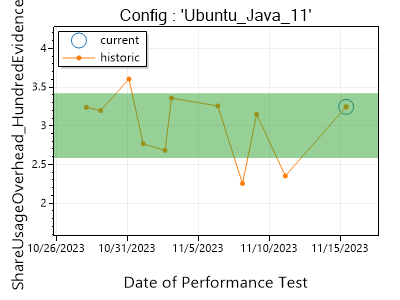 Config : 'Ubuntu_Java_11'
current
historic
ShareUsageOverhead_HundredEvidence
4
3.5
3
2.5
2
10/26/2023
10/31/2023
11/5/2023
11/10/2023
11/15/2023
Date of Performance Test